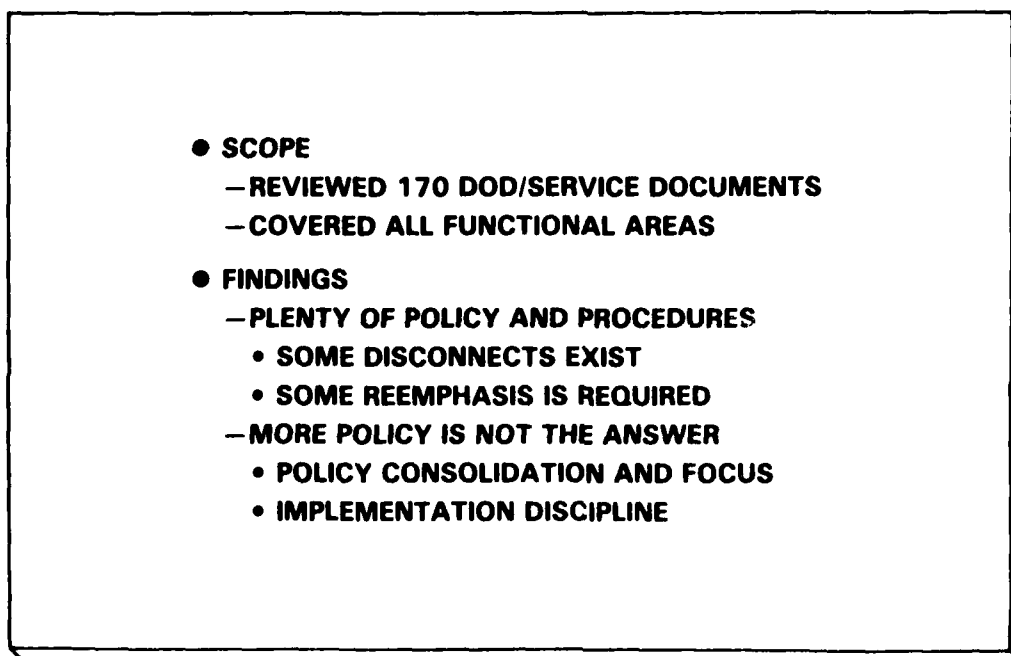 ● SCOPE
–REVIEWED 170 DOD/SERVICE DOCUMENTS
–COVERED ALL FUNCTIONAL AREAS
● FINDINGS
–PLENTY OF POLICY AND PROCEDURES
• SOME DISCONNECTS EXIST
• SOME REEMPHASIS IS REQUIRED
–MORE POLICY IS NOT THE ANSWER
• POLICY CONSOLIDATION AND FOCUS
• IMPLEMENTATION DISCIPLINE